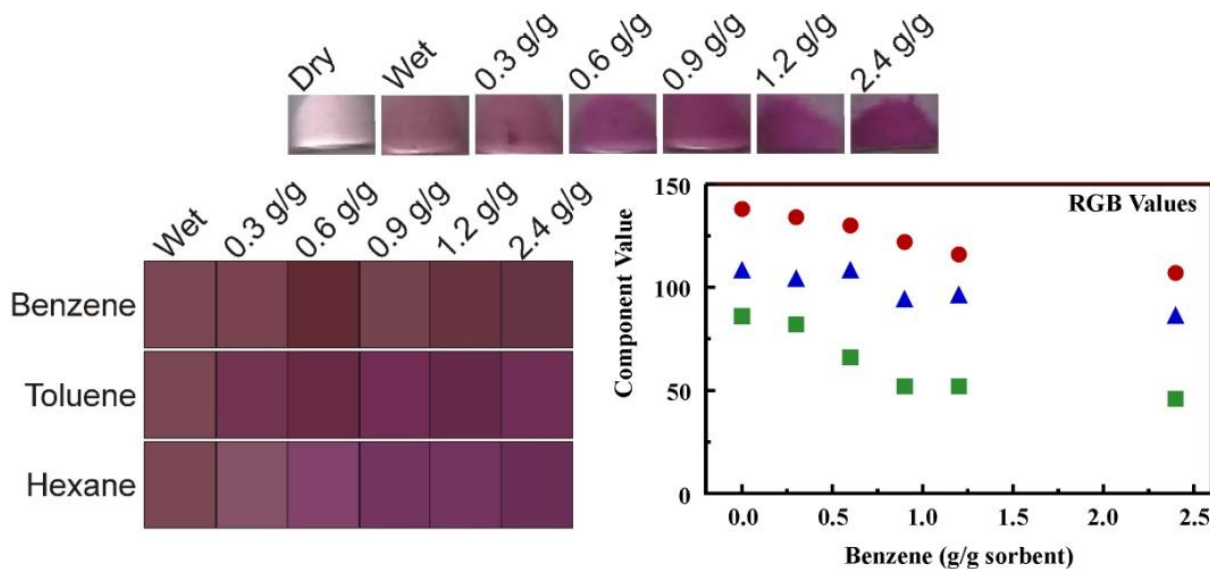 Dry Wet 0.3 g/g 0.6 g/g 0.9 g/g 1.2 g/g 2.4 g/g
Wet 0.3 g/g 0.6 g/g 0.9 g/g 1.2 g/g 2.4 g/g
Benzene
Toluene
Hexane
RGB Values
Component Value
150
100
50
0
0.0 0.5 1.0 1.5 2.0 2.5
Benzene (g/g sorbent)